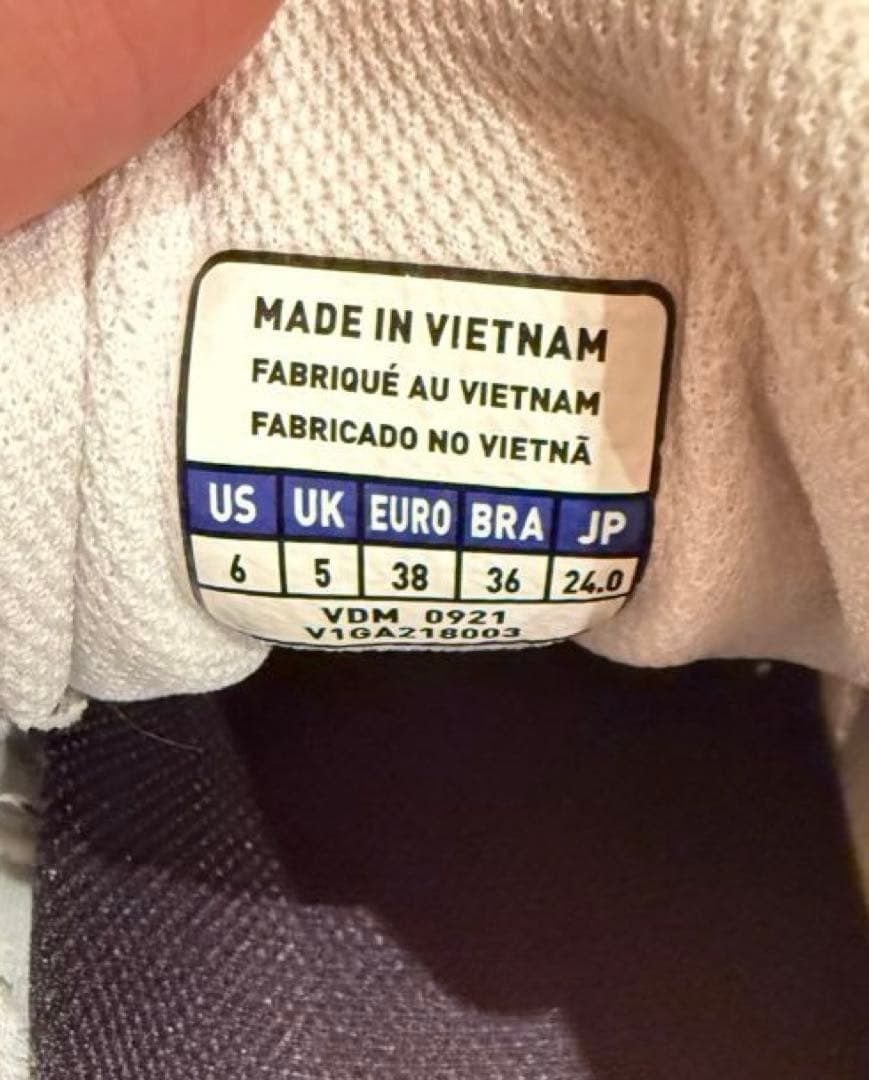 MADE IN VIETNAM
FABRIQUÉ AU VIETNAM
FABRICADO NO VIETNÃ
US UK EURO BRA JP
6 5 38 36 24.0
VDM 0921
V1GA218003